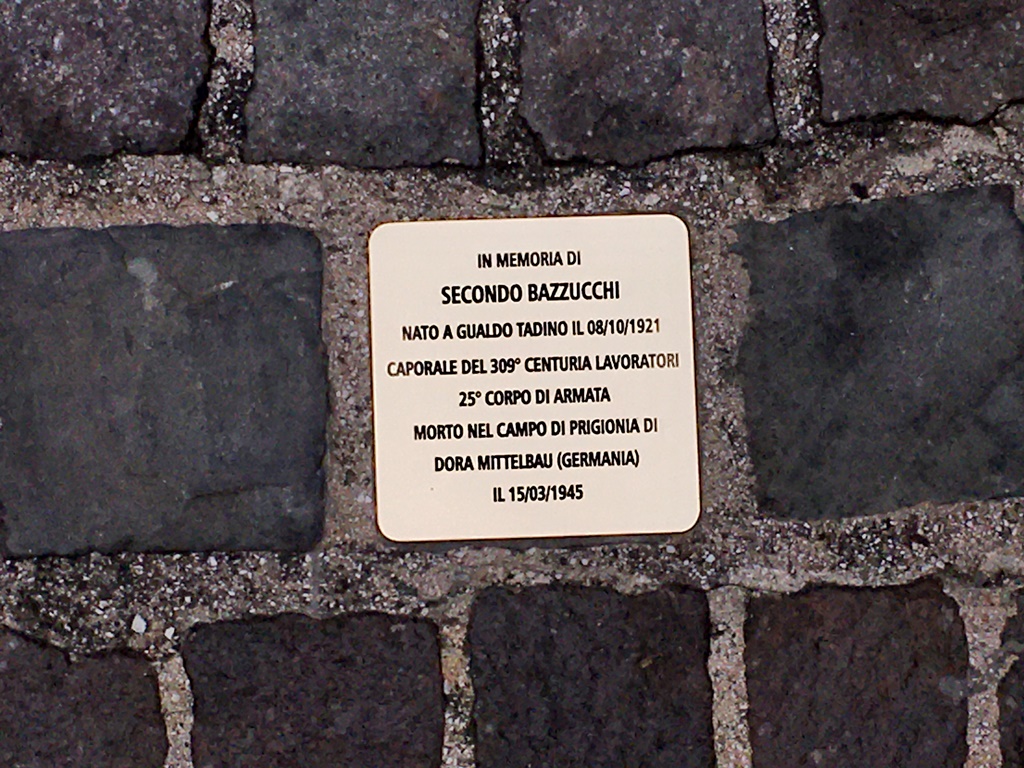 IN MEMORIA DI
SECONDO BAZZUCCHI
NATO A GUALDO TADINO IL 08/10/1921
CAPORALE DEL 309° CENTURIA LAVORATORI
25° CORPO DI ARMATA
MORTO NEL CAMPO DI PRIGIONIA DI
DORA MITTELBAU (GERMANIA)
IL 15/03/1945